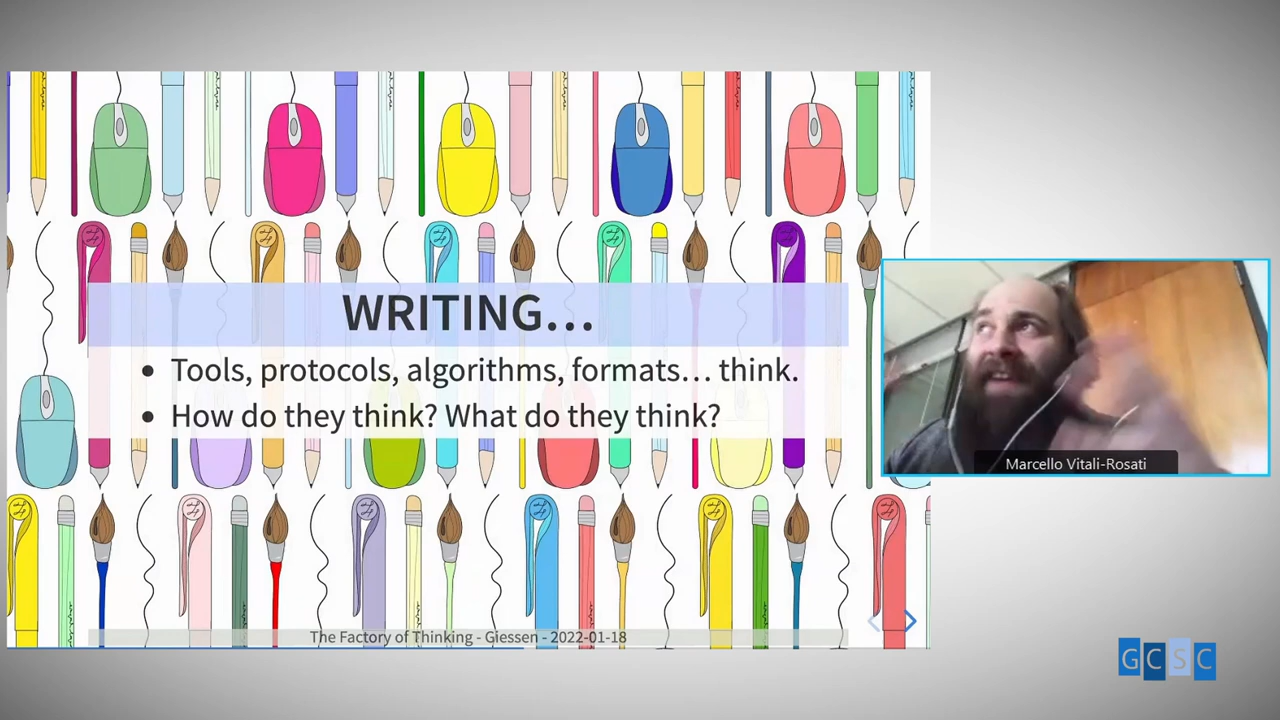 WRITING…
Tools, protocols, algorithms, formats… think.
How do they think? What do they think?
The Factory of Thinking - Giessen - 2022-01-18
Marcello Vitali-Rosati
GCSC